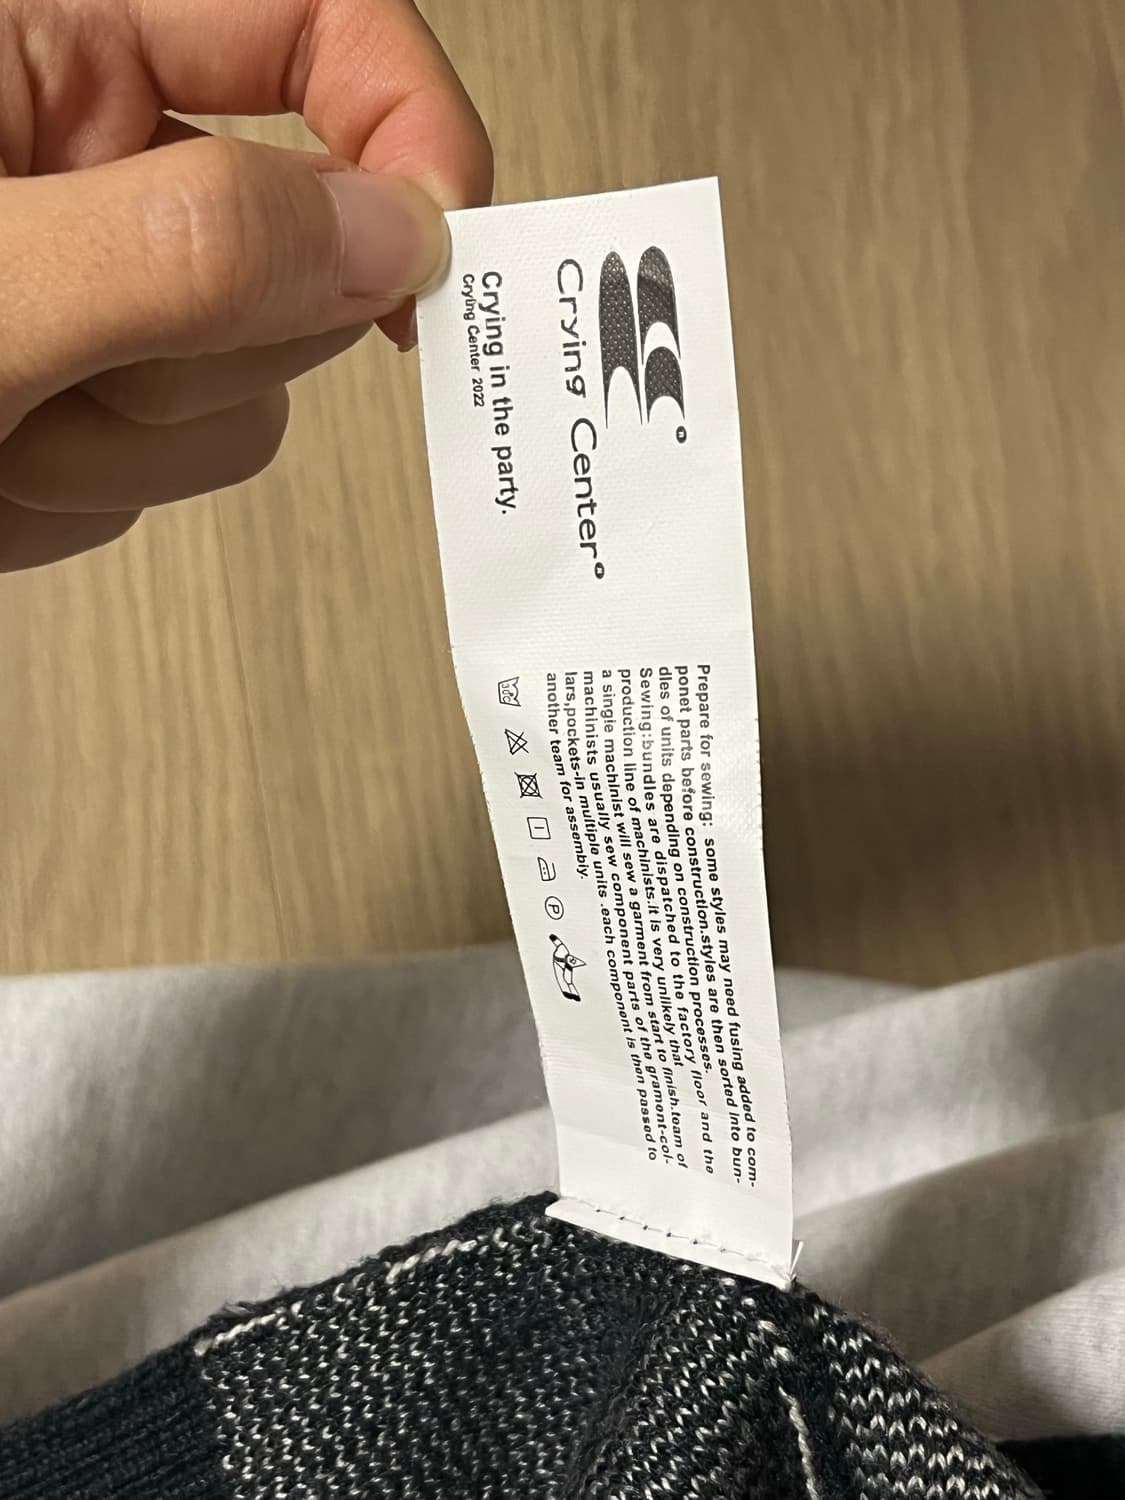 Crying Center
Crying in the party.
Crying Center 2022
Prepare for sewing: some styles may need fusing added to com-
ponet parts before construction.styles are then sorted into bun-
dles of units depending on construction processes.
Sewing:bundles are dispatched to the factory floor and the
production line of machinists.it is very unlikely that
a single machinist will sew a garment from start to finish.team of
machinists usually sew component parts of the gramont-col-
lars,pockets-in multiple units .each component is then passed to
another team for assembiy.
30C
P